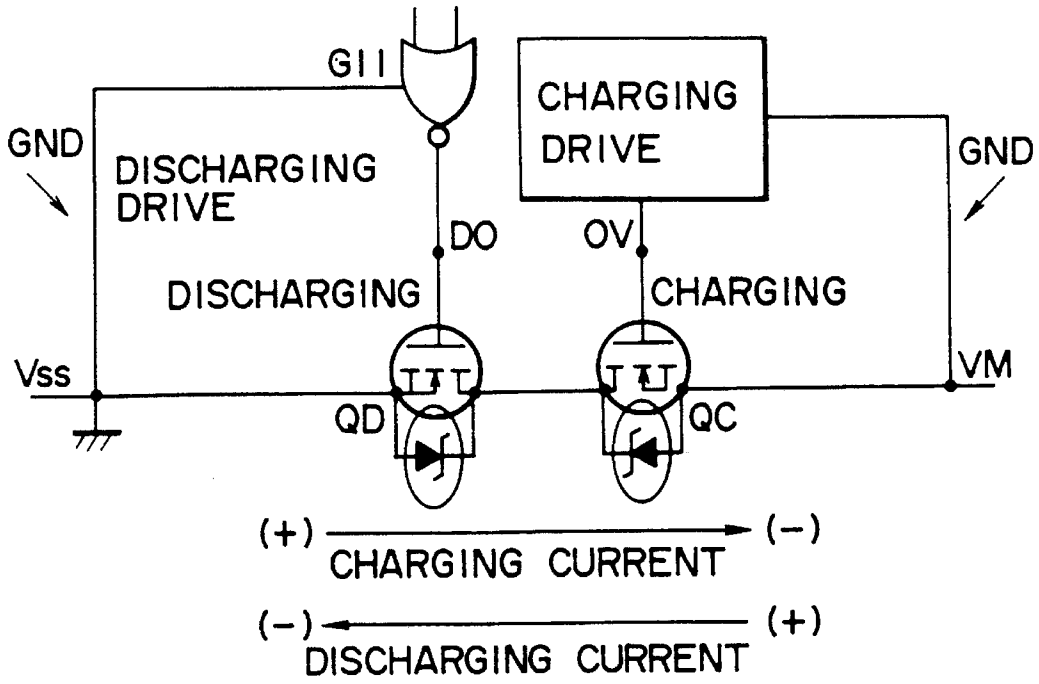 G11
CHARGING
DRIVE
GND
GND
DISCHARGING
DRIVE
DO
OV
DISCHARGING
CHARGING
Vss
VM
QD
QC
(+) (-)
CHARGING CURRENT
(-) (+)
DISCHARGING CURRENT